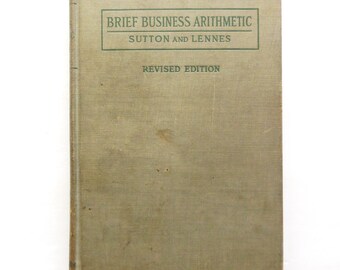 BRIEF BUSINESS ARITHMETIC
SUTTON AND LENNES
REVISED EDITION